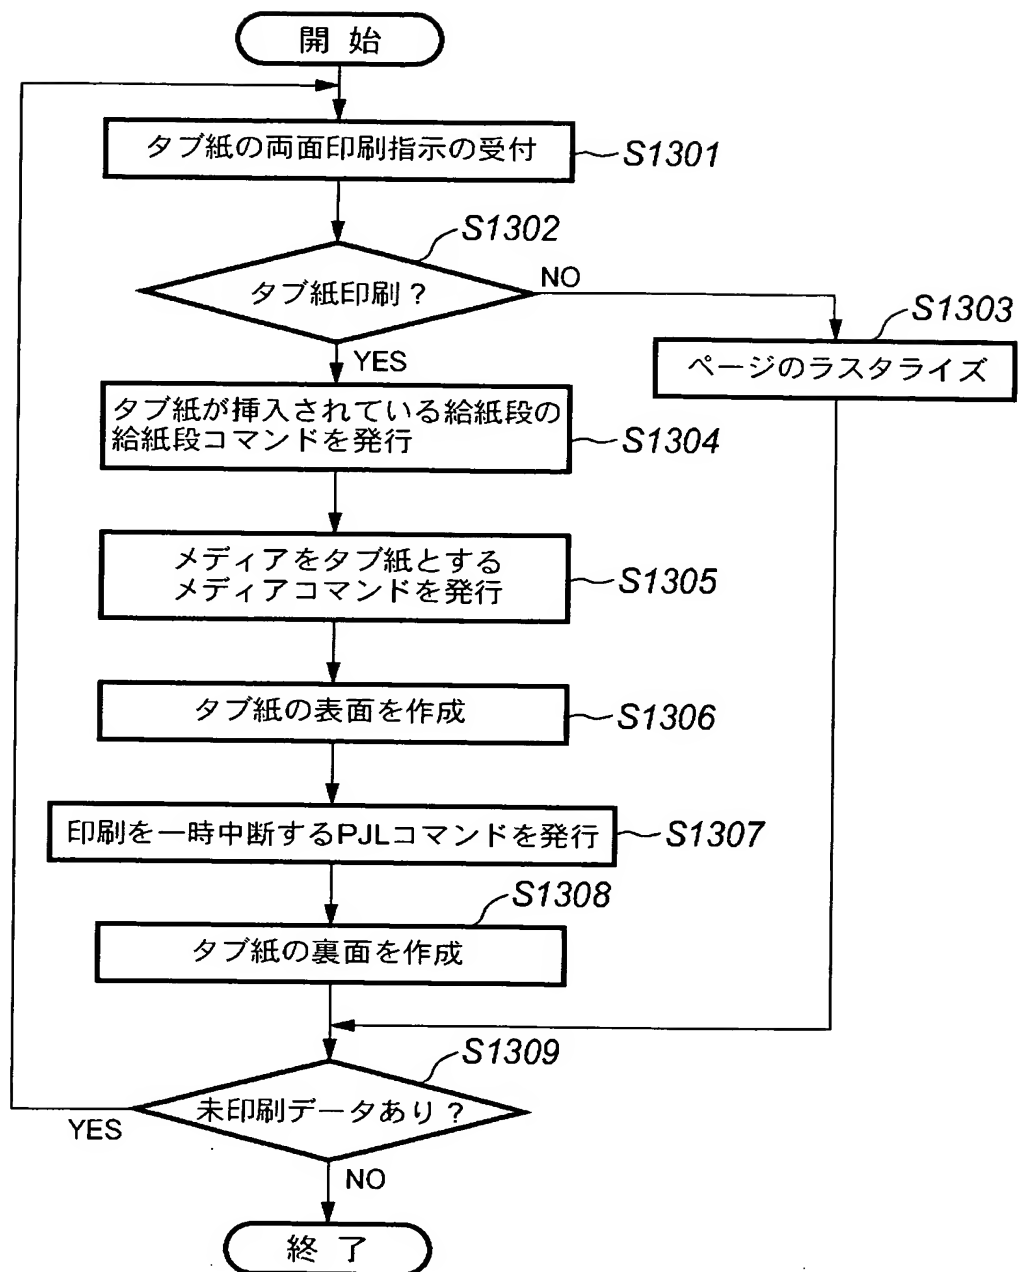 開 始
タブ紙の両面印刷指示の受付
S1301
S1302
タブ紙印刷?
NO
S1303
ページのラスタライズ
YES
タブ紙が挿入されている給紙段の
給紙段コマンドを発行
S1304
メディアをタブ紙とする
メディアコマンドを発行
S1305
タブ紙の表面を作成
S1306
印刷を一時中断するPJLコマンドを発行
S1307
S1308
タブ紙の裏面を作成
S1309
未印刷データあり?
YES
NO
終 了